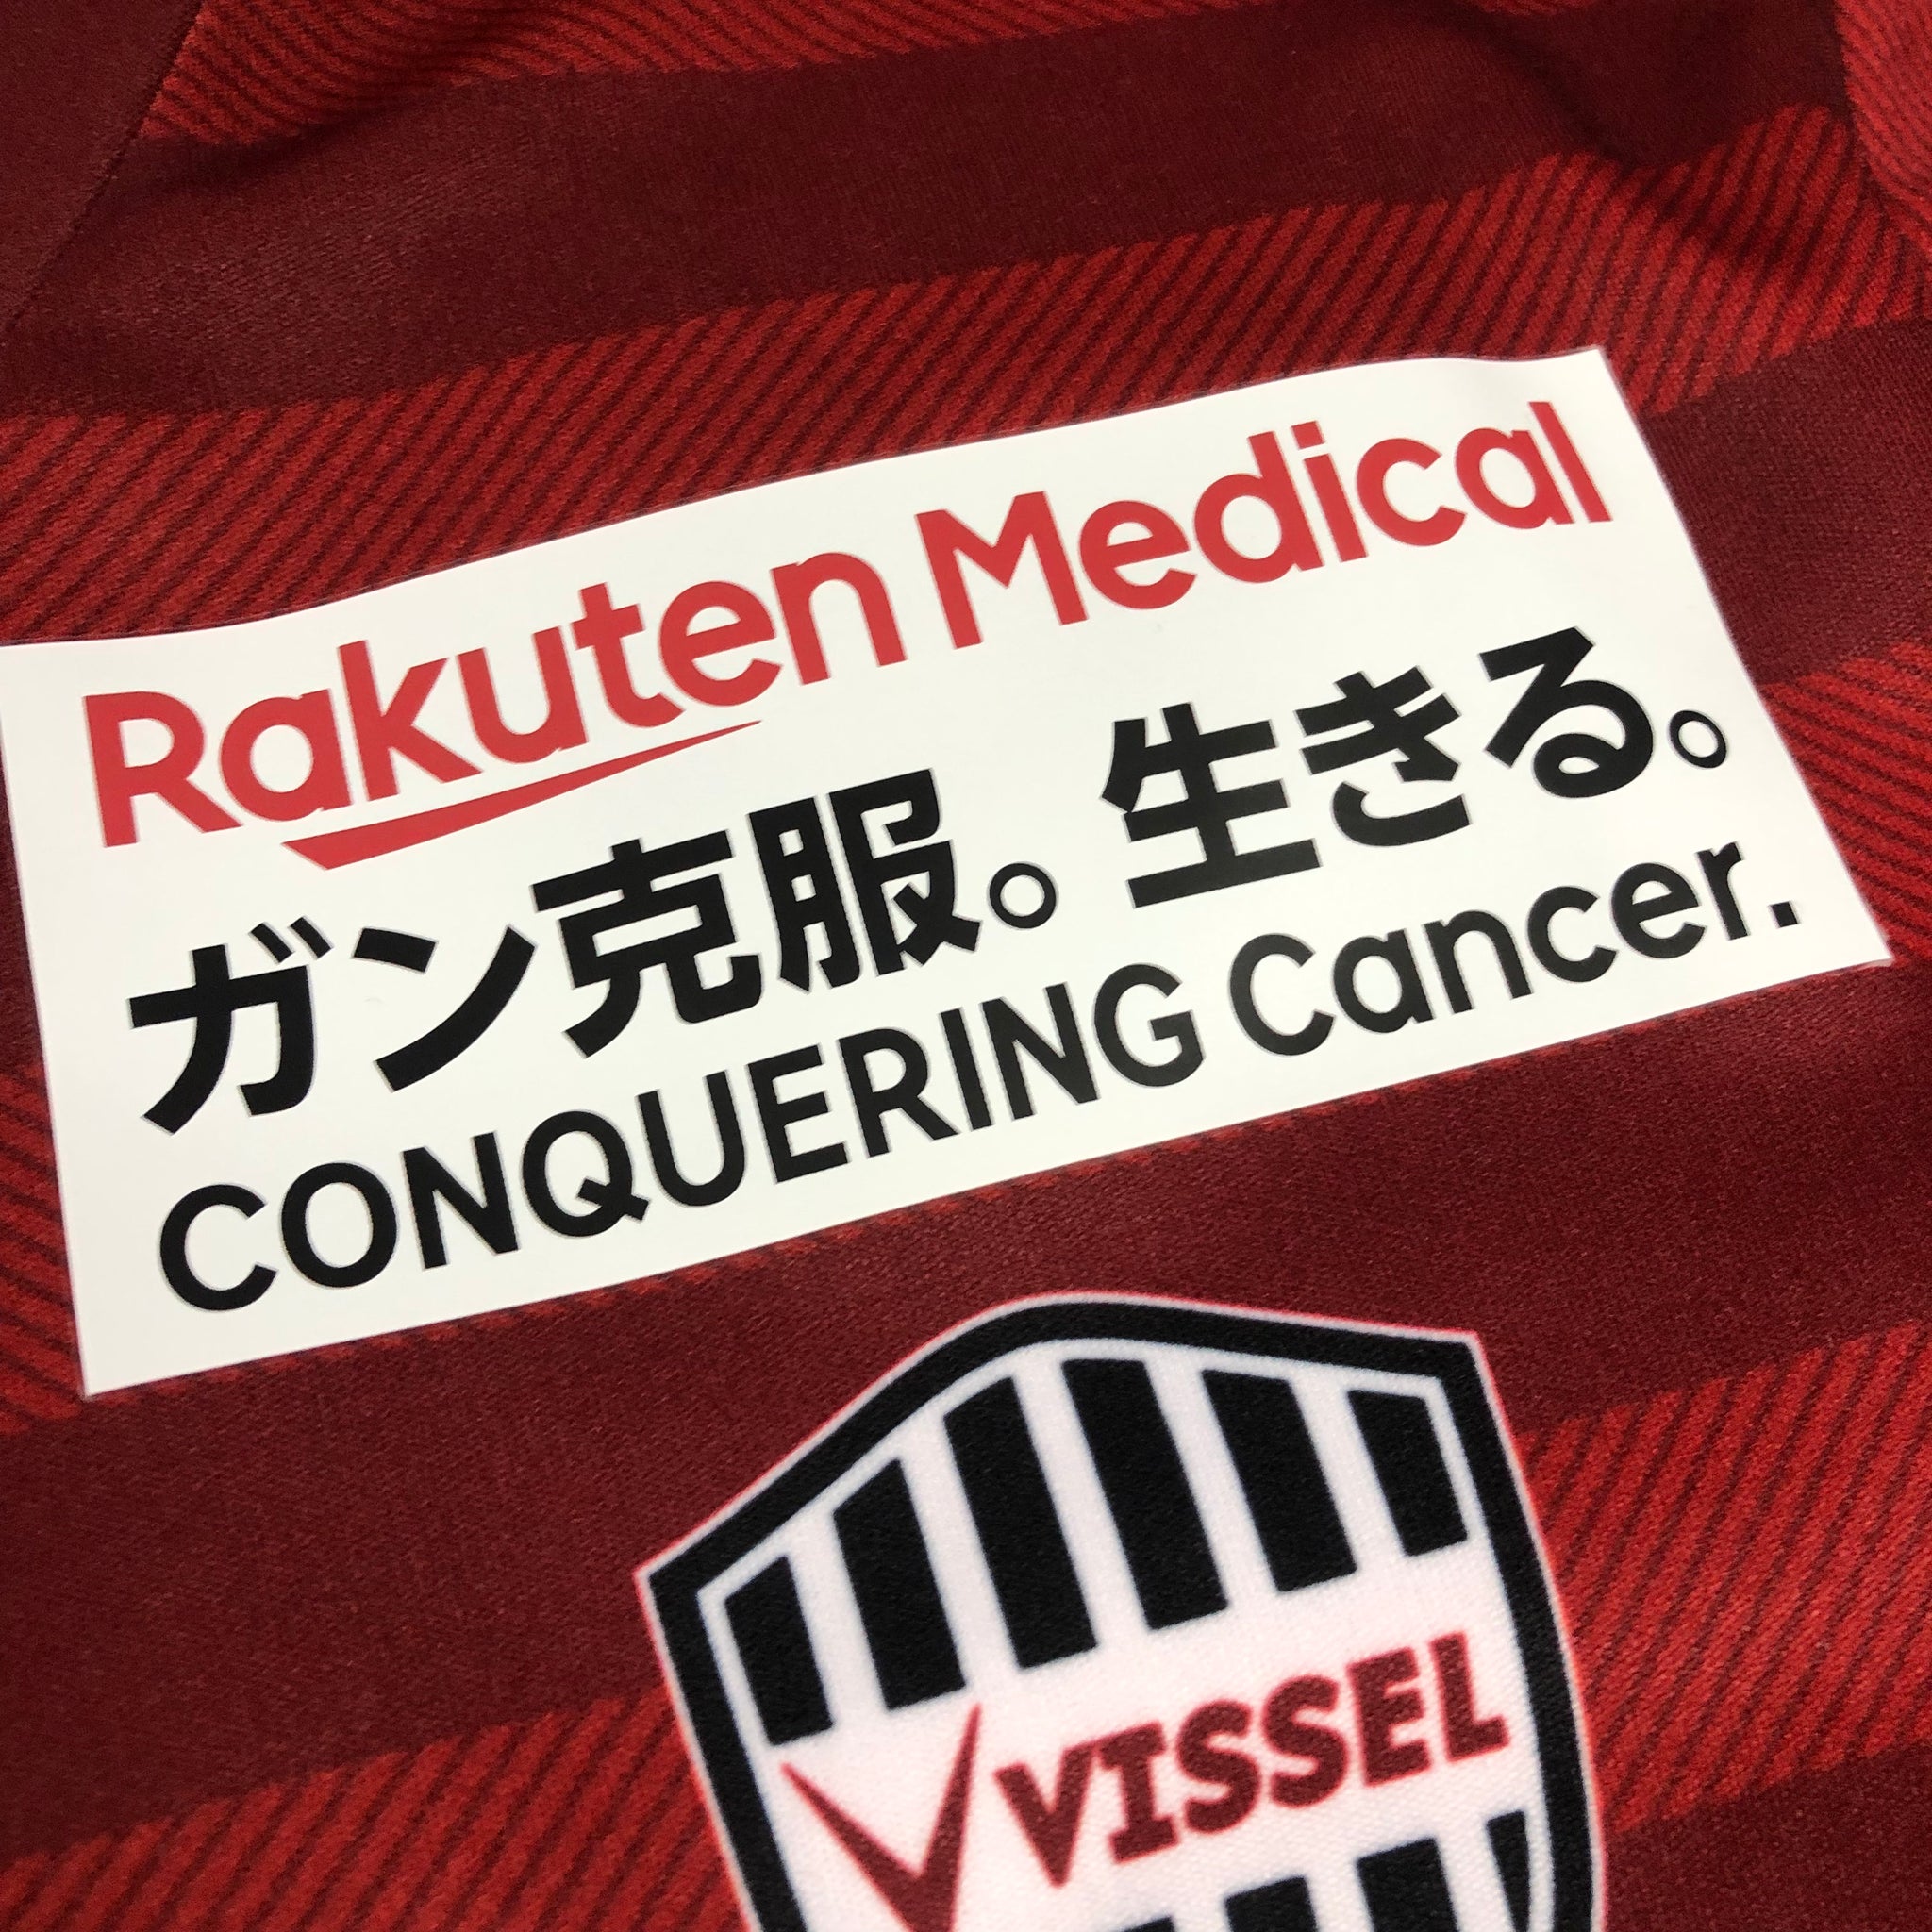 Rakuten Medical
ガン克服。生きる。
CONQUERING Cancer.
VISSEL